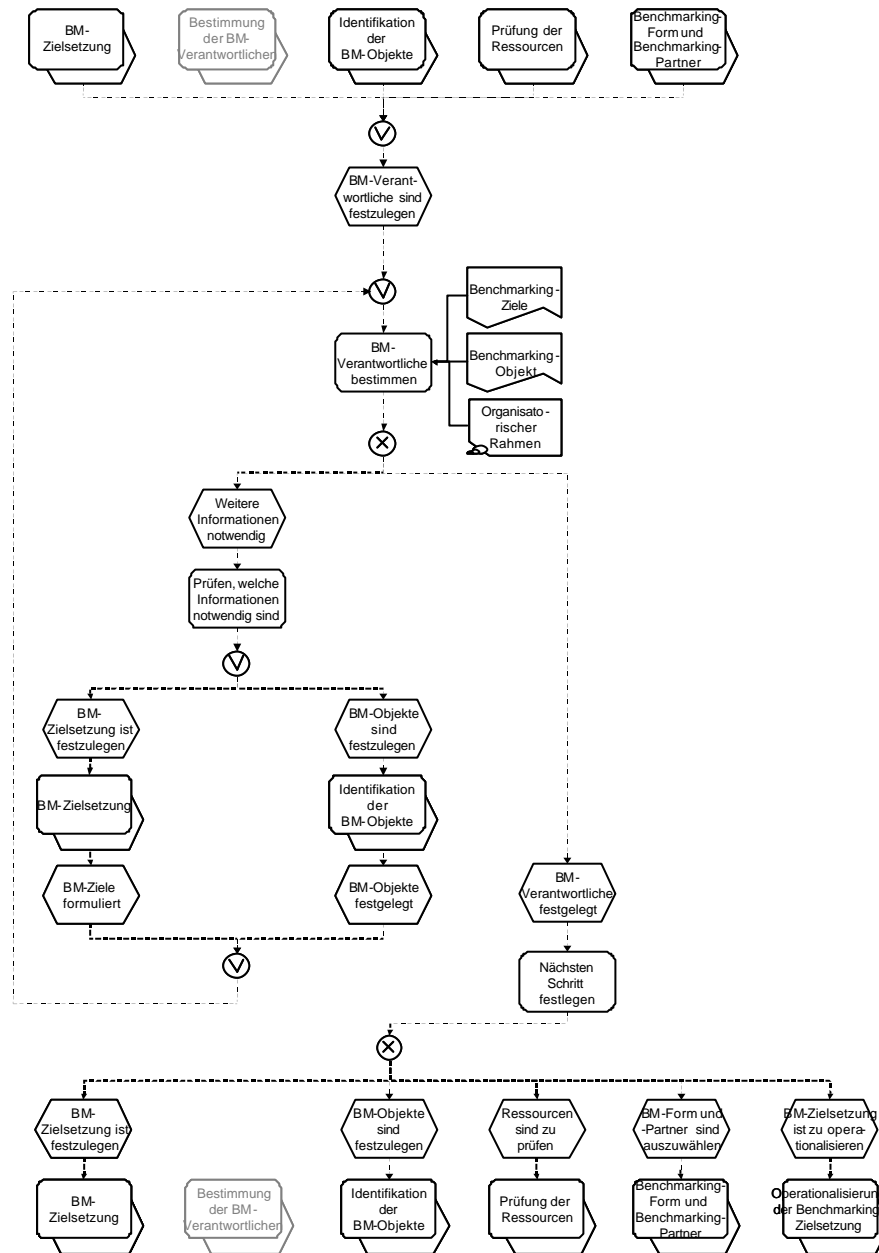 BM-
Zielsetzung
Bestimmung
der BM-
Verantwortlichen
Identifikation
der
BM-Objekte
Prüfung der
Ressourcen
Benchmarking-
Form und
Benchmarking-
Partner
BM-Verant-
wortliche sind
festzulegen
Benchmarking-
Ziele
BM-
Verantwortliche
bestimmen
Benchmarking-
Objekt
Organisato-
rischer
Rahmen
Weitere
Informationen
notwendig
Prüfen, welche
Informationen
notwendig sind
BM-
Zielsetzung ist
festzulegen
BM-Objekte
sind
festzulegen
BM-Zielsetzung
Identifikation
der
BM-Objekte
BM-Ziele
formuliert
BM-Objekte
festgelegt
BM-
Verantwortliche
festgelegt
Nächsten
Schritt
festlegen
BM-
Zielsetzung ist
festzulegen
BM-Objekte
sind
festzulegen
Ressourcen
sind zu
prüfen
BM-Form und
-Partner sind
auszuwählen
BM-Zielsetzung
ist zu opera-
tionalisieren
BM-
Zielsetzung
Bestimmung
der BM-
Verantwortlichen
Identifikation
der
BM-Objekte
Prüfung der
Ressourcen
Benchmarking-
Form und
Benchmarking-
Partner
Operationalisierun
der Benchmarking
Zielsetzung